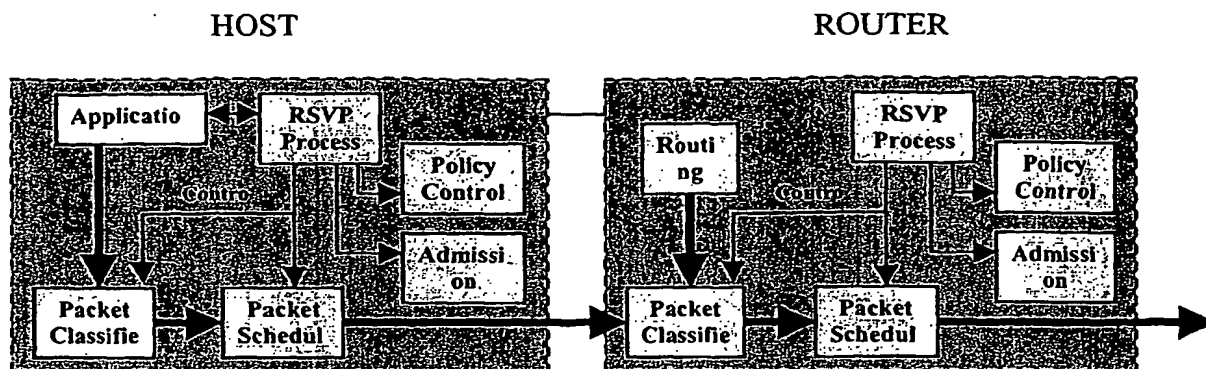 HOST
ROUTER
Applicatio
RSVP
Process
Policy
Control
Contro
Admissi
on
Packet
Classifie
Packet
Schedul
RSVP
Process
Routi
ng
Policy
Control
Contro
Admissi
on
Packet
Classifie
Packet
Schedul